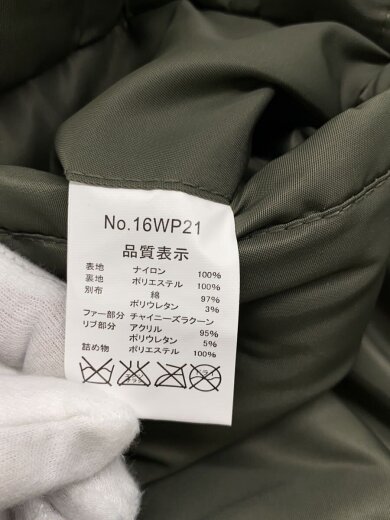 No.16WP21
品質表示
表地 ナイロン 100%
裏地 ポリエステル 100%
別布 綿 97%
ポリウレタン 3%
ファー部分 チャイニーズラクーン
リブ部分 アクリル 95%
ポリウレタン 5%
詰め物 ポリエステル 100%